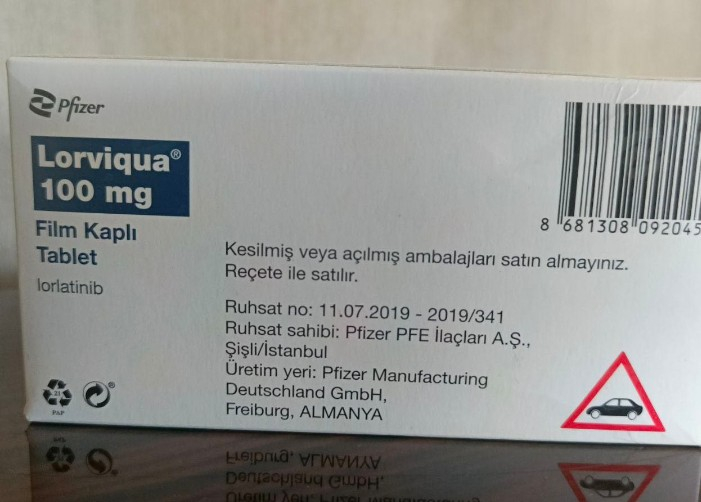 Pfizer
Lorviqua®
100 mg
Film Kaplı
Tablet
lorlatinib
8 681308 092045
Kesilmiş veya açılmış ambalajları satın almayınız.
Reçete ile satılır.
Ruhsat no: 11.07.2019 - 2019/341
Ruhsat sahibi: Pfizer PFE İlaçları A.Ş.,
Şişli/İstanbul
Üretim yeri: Pfizer Manufacturing
Deutschland GmbH,
Freiburg, ALMANYA
21
PAP